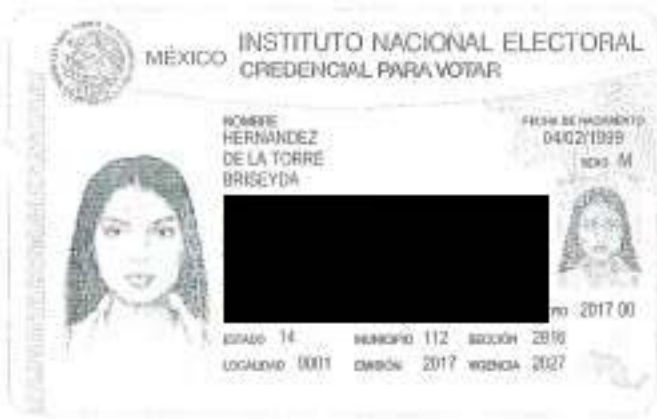 MÉXICO
INSTITUTO NACIONAL ELECTORAL
CREDENCIAL PARA VOTAR
NOMBRE
HERNANDEZ
DE LA TORRE
BRISEYDA
FECHA DE NACIMIENTO
04/02/1999
SEXO M
2017 00
ESTADO 14 MUNICIPIO 112 SECCIÓN
LOCALIDAD 0001 EMISIÓN 2017 VIGENCIA 2027